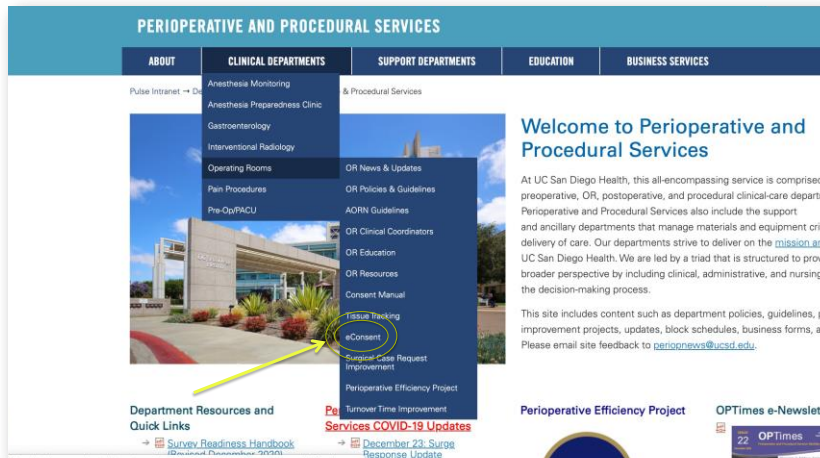 PERIOPERATIVE AND PROCEDURAL SERVICES
ABOUT
CLINICAL DEPARTMENTS
SUPPORT DEPARTMENTS
EDUCATION
BUSINESS SERVICES
Pulse Intranet → De
& Procedural Services
Anesthesia Monitoring
Anesthesia Preparedness Clinic
Gastroenterology
Interventional Radiology
Operating Rooms
Pain Procedures
Pre-Op/PACU
OR News & Updates
OR Policies & Guidelines
AORN Guidelines
OR Clinical Coordinators
OR Education
OR Resources
Consent Manual
Tissue Tracking
eConsent
Surgical Case Request
Improvement
Perioperative Efficiency Project
Turnover Time Improvement
Welcome to Perioperative and
Procedural Services
At UC San Diego Health, this all-encompassing service is comprised
preoperative, OR, postoperative, and procedural clinical-care depart
Perioperative and Procedural Services also include the support
and ancillary departments that manage materials and equipment cri
delivery of care. Our departments strive to deliver on the mission an
UC San Diego Health. We are led by a triad that is structured to prov
broader perspective by including clinical, administrative, and nursing
the decision-making process.
This site includes content such as department policies, guidelines, p
improvement projects, updates, block schedules, business forms, a
Please email site feedback to periopnews@ucsd.edu.
Department Resources and
Quick Links
→ Survey Readiness Handbook
(Revised December 2020)
Pe
Services COVID-19 Updates
→ December 23: Surge
Response Update
Perioperative Efficiency Project
OPTimes e-Newslet
22 OPTimes